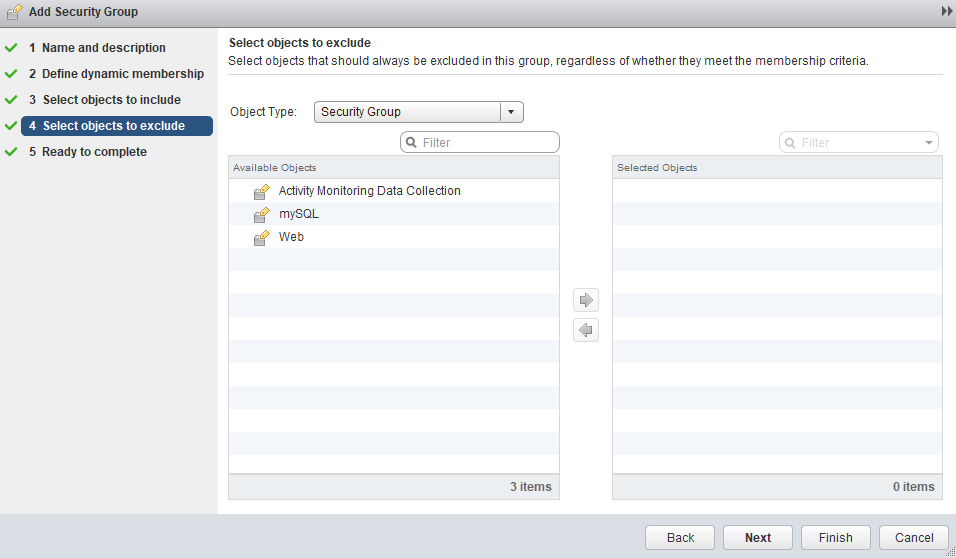 Add Security Group
1 Name and description
2 Define dynamic membership
3 Select objects to include
4 Select objects to exclude
5 Ready to complete
Select objects to exclude
Select objects that should always be excluded in this group, regardless of whether they meet the membership criteria.
Object Type: Security Group
Filter
Available Objects
Activity Monitoring Data Collection
mySQL
Web
3 items
Filter
Selected Objects
0 items
Back Next Finish Cancel